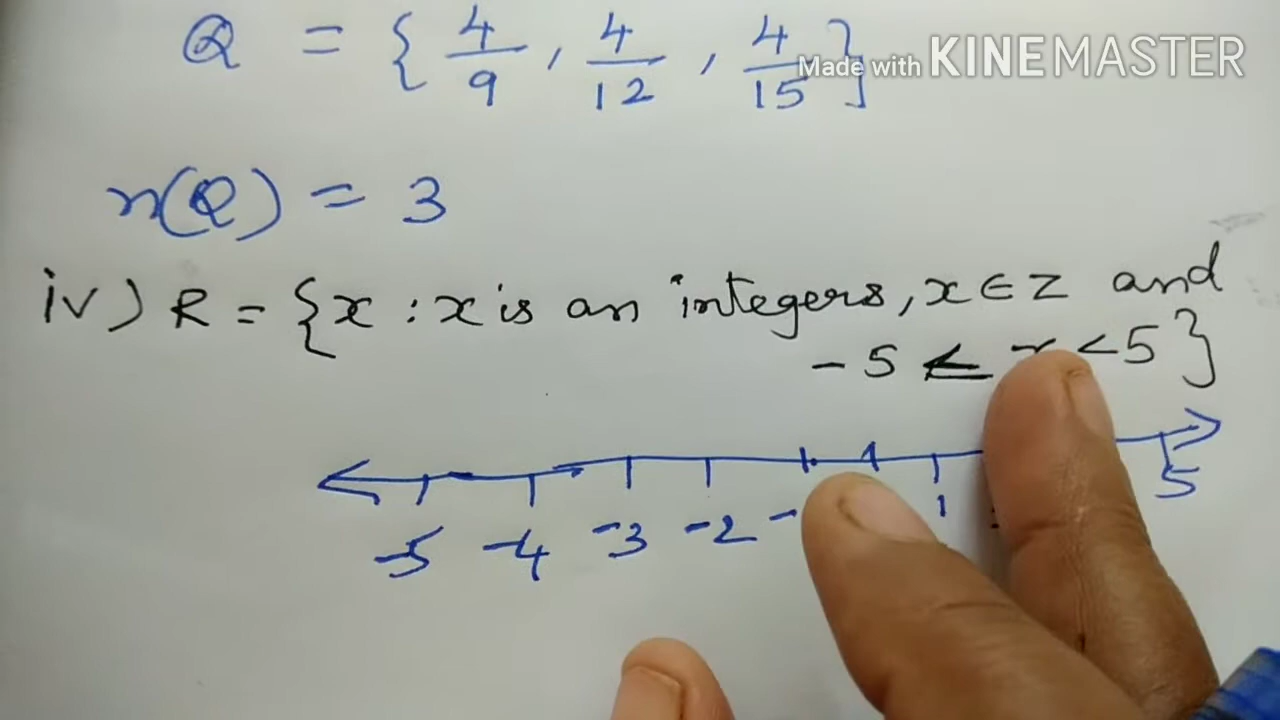 Q = { 4/9 , 4/12 , 4/15 }
Made with KINEMASTER
n(Q) = 3
iv) R = {x : x is an integers, x ∈ Z and
- 5 ≤ x < 5 }
-5 -4 -3 -2 - 1 5